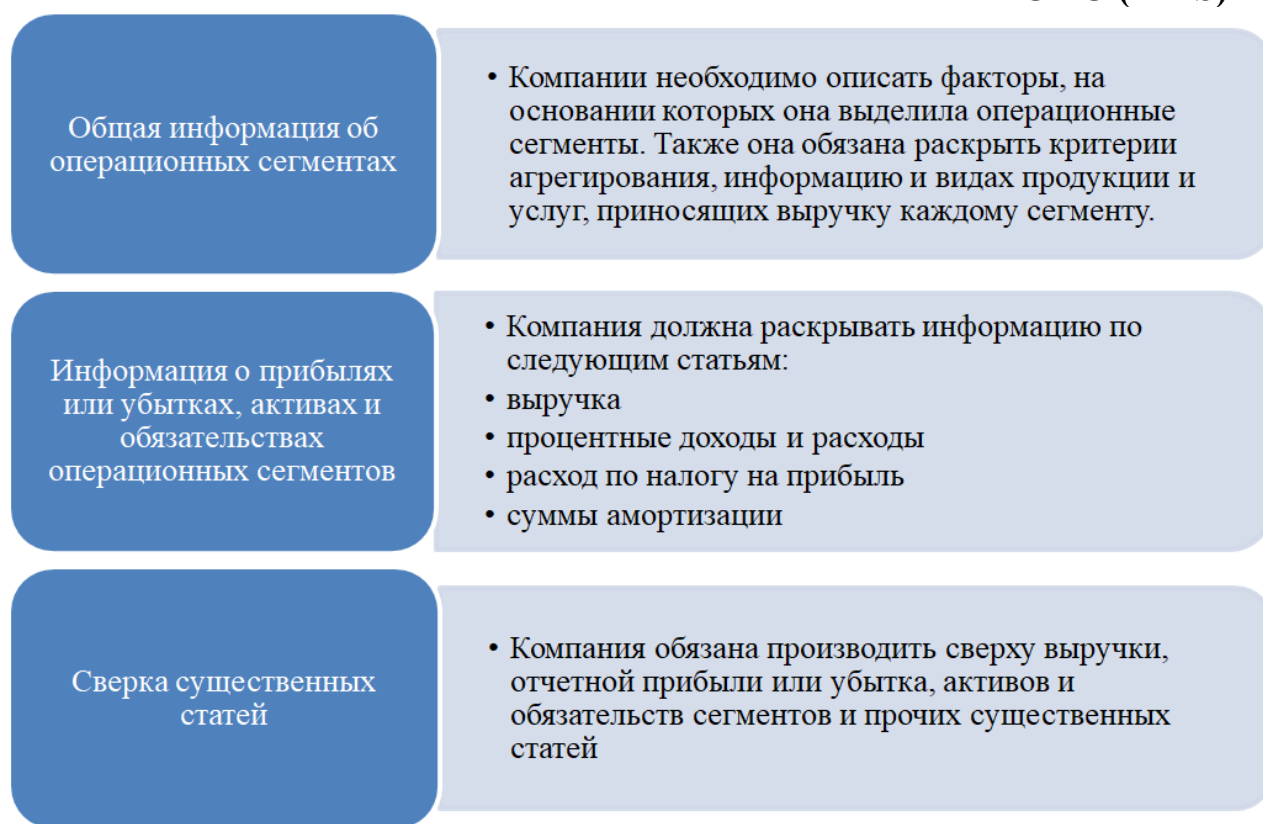 Общая информация об
операционных сегментах
• Компании необходимо описать факторы, на
основании которых она выделила операционные
сегменты. Также она обязана раскрыть критерии
агрегирования, информацию и видах продукции и
услуг, приносящих выручку каждому сегменту.
Информация о прибылях
или убытках, активах и
обязательствах
операционных сегментов
• Компания должна раскрывать информацию по
следующим статьям:
• выручка
• процентные доходы и расходы
• расход по налогу на прибыль
• суммы амортизации
Сверка существенных
статей
• Компания обязана производить сверху выручки,
отчетной прибыли или убытка, активов и
обязательств сегментов и прочих существенных
статей